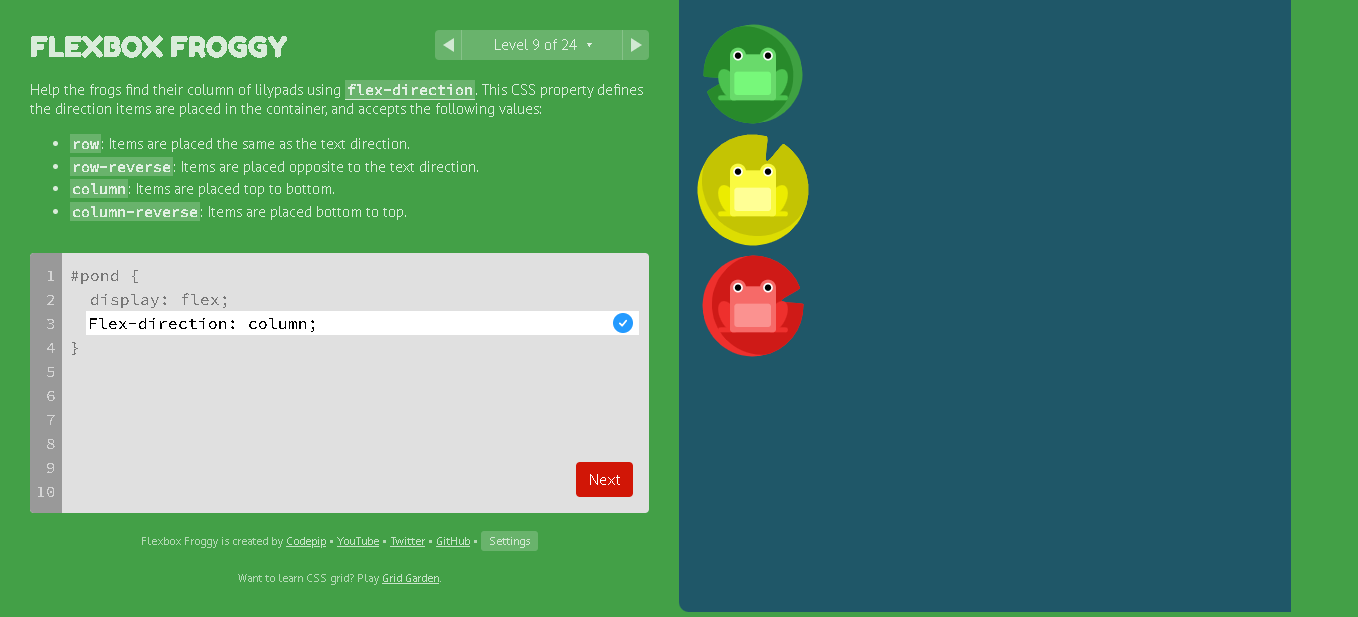 FLEXBOX FROGGY
Level 9 of 24
Help the frogs find their column of lilypads using flex-direction. This CSS property defines
the direction items are placed in the container, and accepts the following values:
• row: Items are placed the same as the text direction.
• row-reverse: Items are placed opposite to the text direction.
• column: Items are placed top to bottom.
• column-reverse: Items are placed bottom to top.
1 #pond {
2 display: flex;
3 Flex-direction: column;
4 }
5
6
7
8
9
10
Next
Flexbox Froggy is created by Codepip • YouTube • Twitter • GitHub • Settings
Want to learn CSS grid? Play Grid Garden.